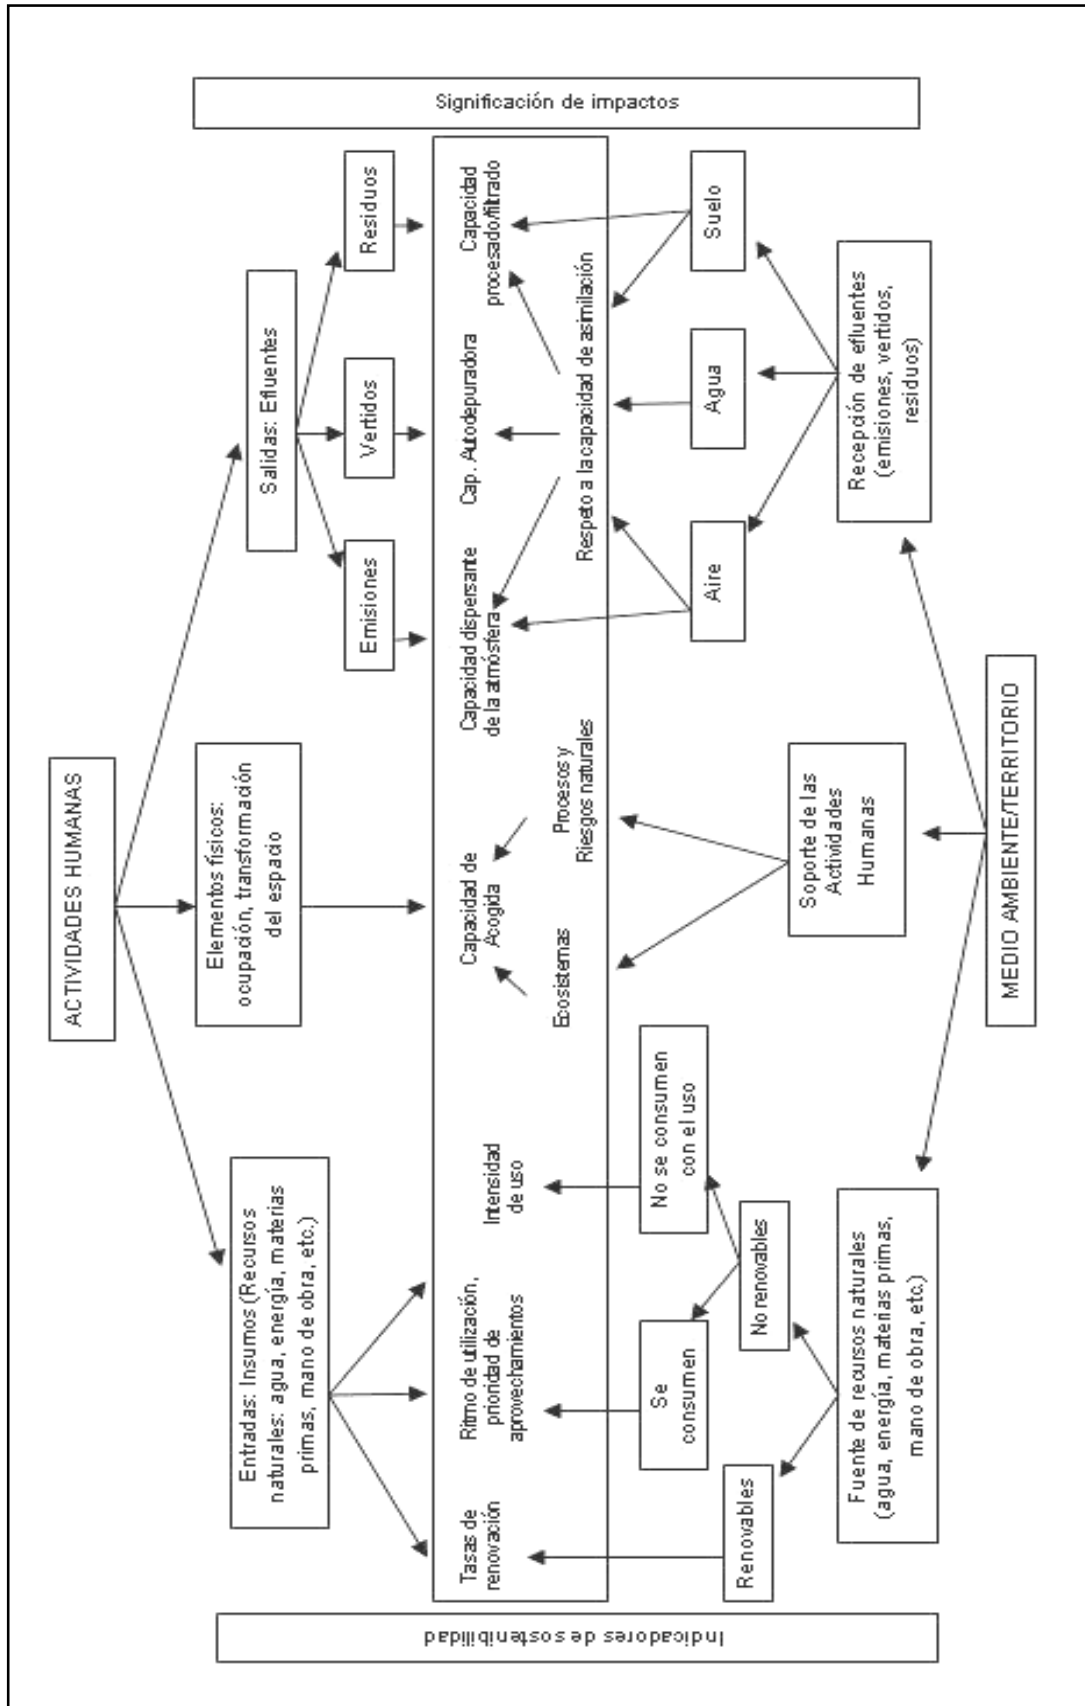 ACTIVIDADES HUMANAS
Entradas: Insumos (Recursos
naturales: agua, energía, materias
primas, mano de obra, etc.)
Elementos físicos:
ocupación, transformación
del espacio
Salidas: Efluentes
Emisiones
Vertidos
Residuos
Indicadores de sostenibilidad
Tasas de
renovación
Ritmo de utilización,
prioridad de
aprovechamientos
Intensidad
de uso
Capacidad de
Acogida
Ecosistemas
Procesos y
Riesgos naturales
Capacidad dispersante
de la atmósfera
Cap. Autodepuradora
Capacidad
procesado/filtrado
Respeto a la capacidad de asimilación
Significación de impactos
Renovables
Se
consumen
No se consumen
con el uso
No renovables
Aire
Agua
Suelo
Fuente de recursos naturales
(agua, energía, materias primas,
mano de obra, etc.)
Soporte de las
Actividades
Humanas
Recepción de efluentes
(emisiones, vertidos,
residuos)
MEDIO AMBIENTE/TERRITORIO